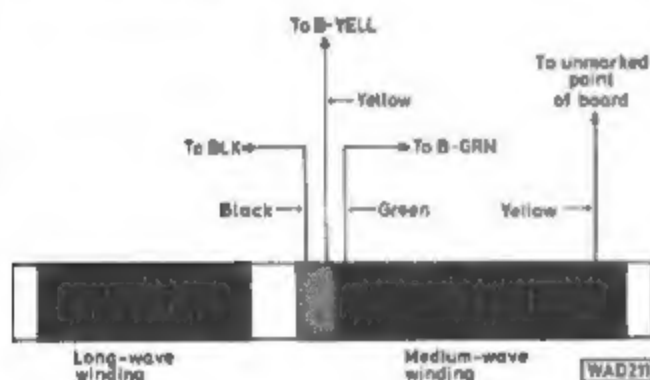 To B-YELL
To unmarked
point
of board
Yellow
To BLK
To B-GRN
Black
Green
Yellow
Long-wave
winding
Medium-wave
winding
WAD211